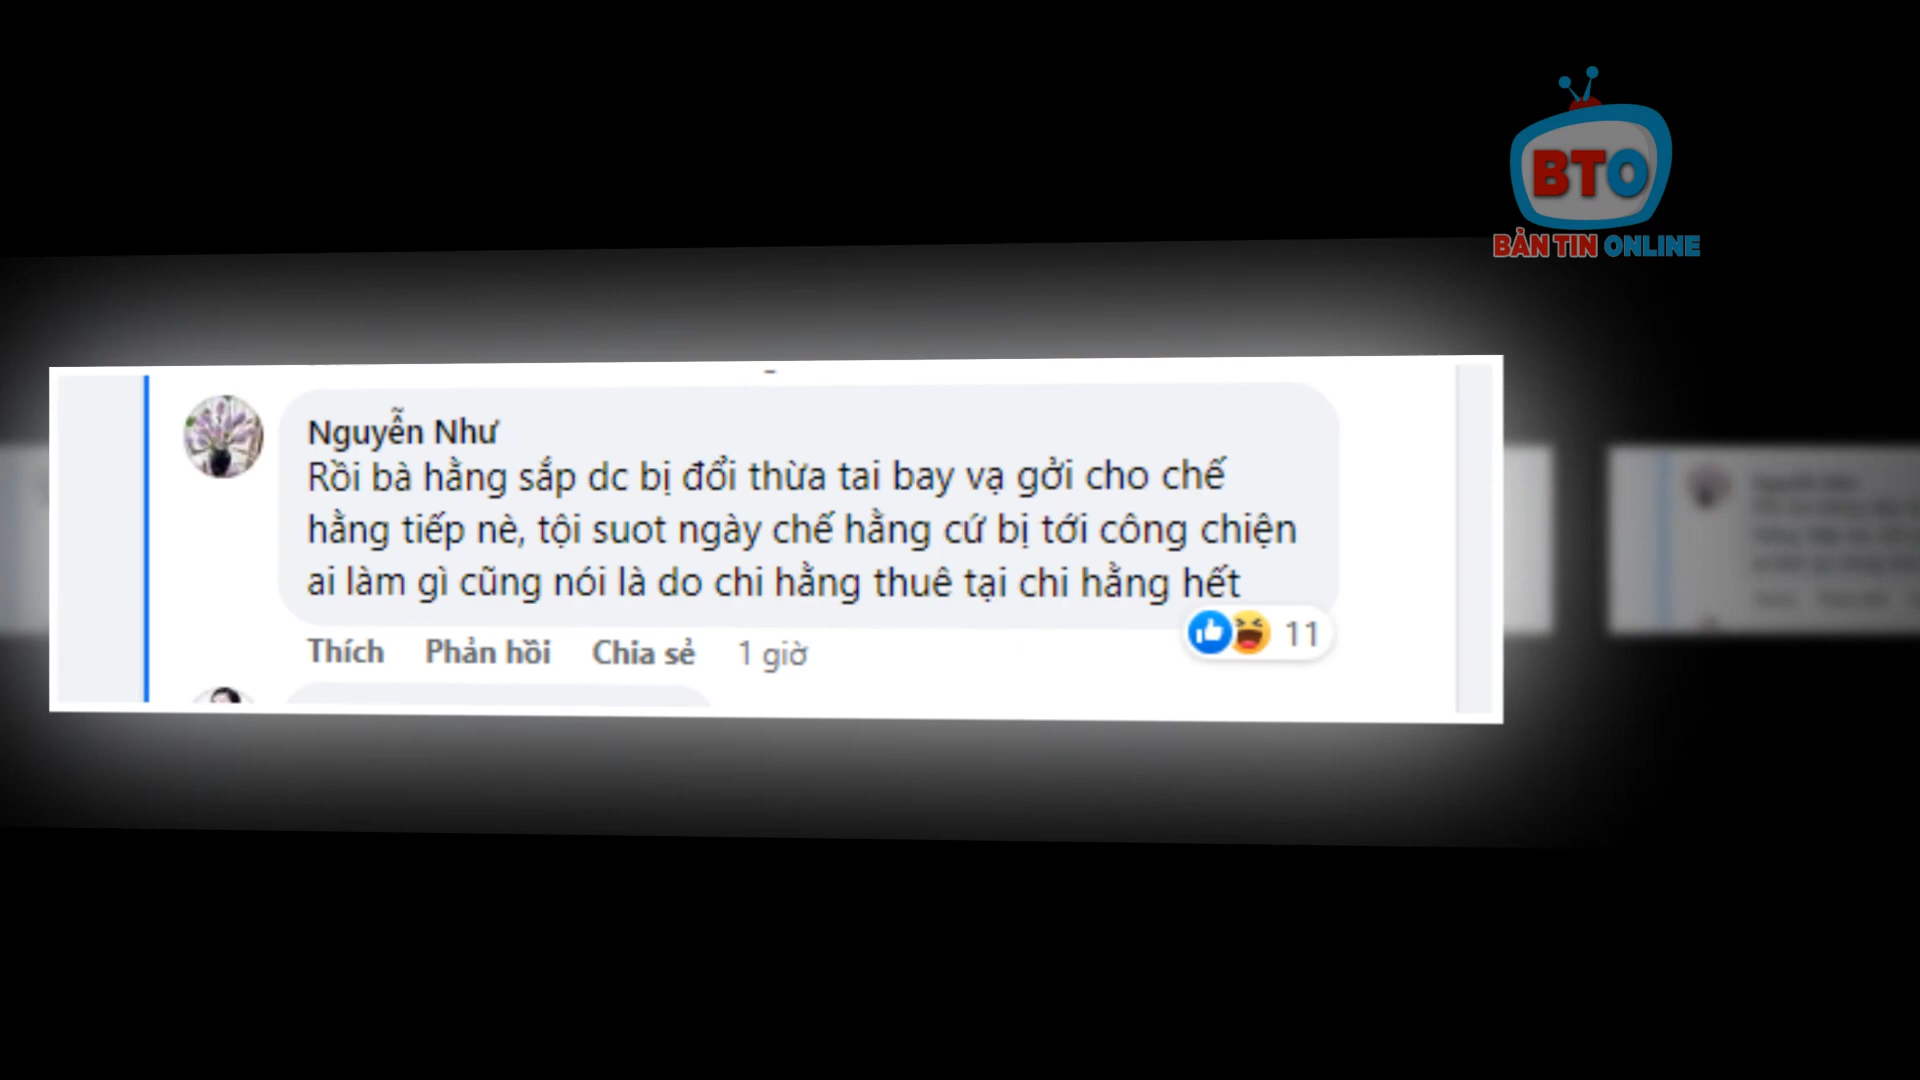 BTO
BẢN TIN ONLINE
Nguyễn Như
Rồi bà hằng sắp dc bị đổi thừa tai bay vạ gởi cho chế
hằng tiếp nè, tội suot ngày chế hằng cứ bị tới công chiện
ai làm gì cũng nói là do chi hằng thuê tại chi hằng hết
11
Thích Phản hồi Chia sẻ 1 giờ